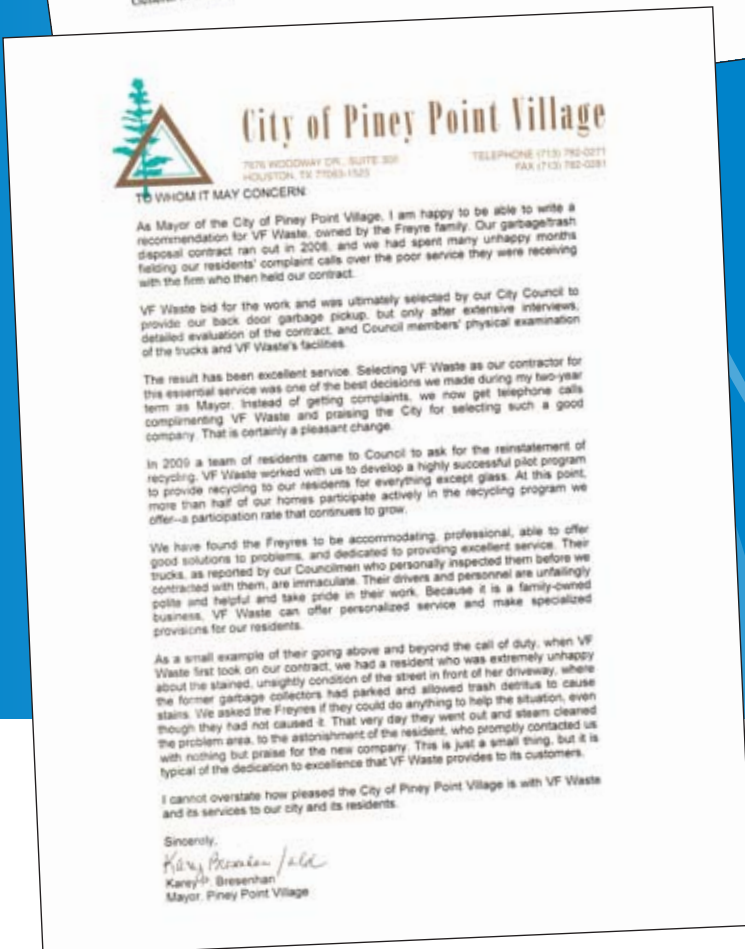 City of Piney Point Village
7676 WOODWAY DR., SUITE 300
HOUSTON, TX 77063-1523
TELEPHONE (713) 782-0271
FAX (713) 782-0281
TO WHOM IT MAY CONCERN:
As Mayor of the City of Piney Point Village, I am happy to be able to write a
recommendation for VF Waste, owned by the Freyre family. Our garbage/trash
disposal contract ran out in 2008, and we had spent many unhappy months
fielding our residents' complaint calls over the poor service they were receiving
with the firm who then held our contract.
VF Waste bid for the work and was ultimately selected by our City Council to
provide our back door garbage pickup, but only after extensive interviews,
detailed evaluation of the contract, and Council members' physical examination
of the trucks and VF Waste's facilities.
The result has been excellent service. Selecting VF Waste as our contractor for
this essential service was one of the best decisions we made during my two-year
term as Mayor. Instead of getting complaints, we now get telephone calls
complimenting VF Waste and praising the City for selecting such a good
company. That is certainly a pleasant change.
In 2009 a team of residents came to Council to ask for the reinstatement of
recycling. VF Waste worked with us to develop a highly successful pilot program
to provide recycling to our residents for everything except glass. At this point,
more than half of our homes participate actively in the recycling program we
offer--a participation rate that continues to grow.
We have found the Freyres to be accommodating, professional, able to offer
good solutions to problems, and dedicated to providing excellent service. Their
trucks, as reported by our Councilmen who personally inspected them before we
contracted with them, are immaculate. Their drivers and personnel are unfailingly
polite and helpful and take pride in their work. Because it is a family-owned
business, VF Waste can offer personalized service and make specialized
provisions for our residents.
As a small example of their going above and beyond the call of duty, when VF
Waste first took on our contract, we had a resident who was extremely unhappy
about the stained, unsightly condition of the street in front of her driveway, where
the former garbage collectors had parked and allowed trash detritus to cause
stains. We asked the Freyres if they could do anything to help the situation, even
though they had not caused it. That very day they went out and steam cleaned
the problem area, to the astonishment of the resident, who promptly contacted us
with nothing but praise for the new company. This is just a small thing, but it is
typical of the dedication to excellence that VF Waste provides to its customers.
I cannot overstate how pleased the City of Piney Point Village is with VF Waste
and its services to our city and its residents.
Sincerely,
Karey Bresenhan
Mayor, Piney Point Village